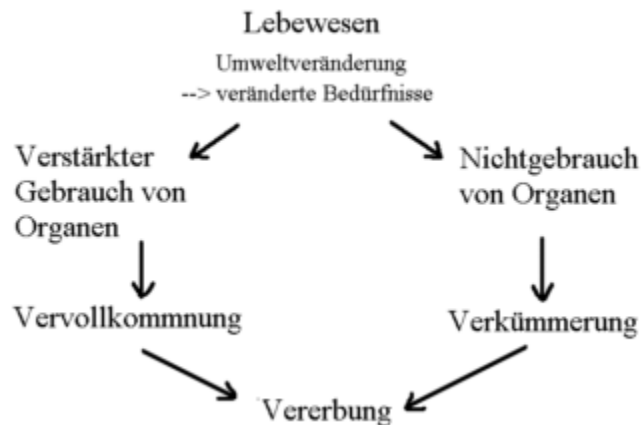 Lebewesen
Umweltveränderung
--> veränderte Bedürfnisse
Verstärkter
Gebrauch von
Organen
Nichtgebrauch
von Organen
Vervollkommnung
Verkümmerung
Vererbung